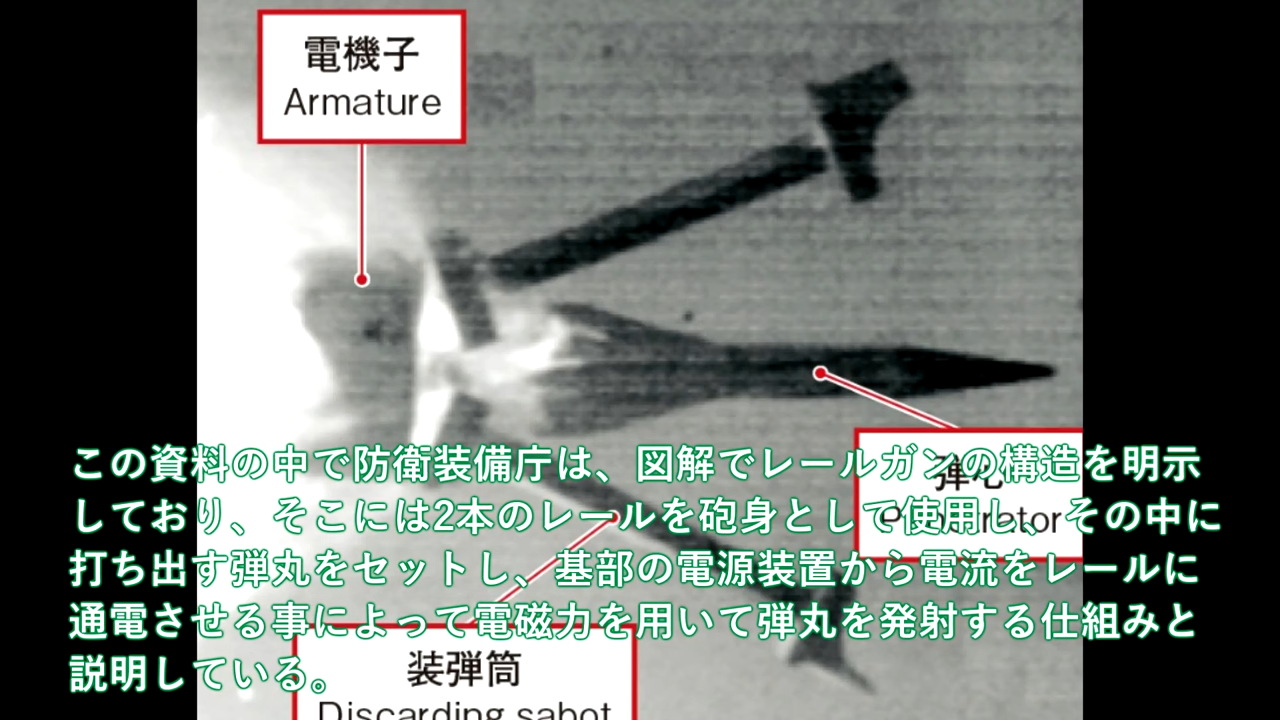 電機子
Armature
この資料の中で防衛装備庁は、図解でレールガンの構造を明示
しており、そこには2本のレールを砲身として使用し、その中に
打ち出す弾丸をセットし、基部の電源装置から電流をレールに
通電させる事によって電磁力を用いて弾丸を発射する仕組みと
説明している。
弾心
装弾筒
Discarding sabot